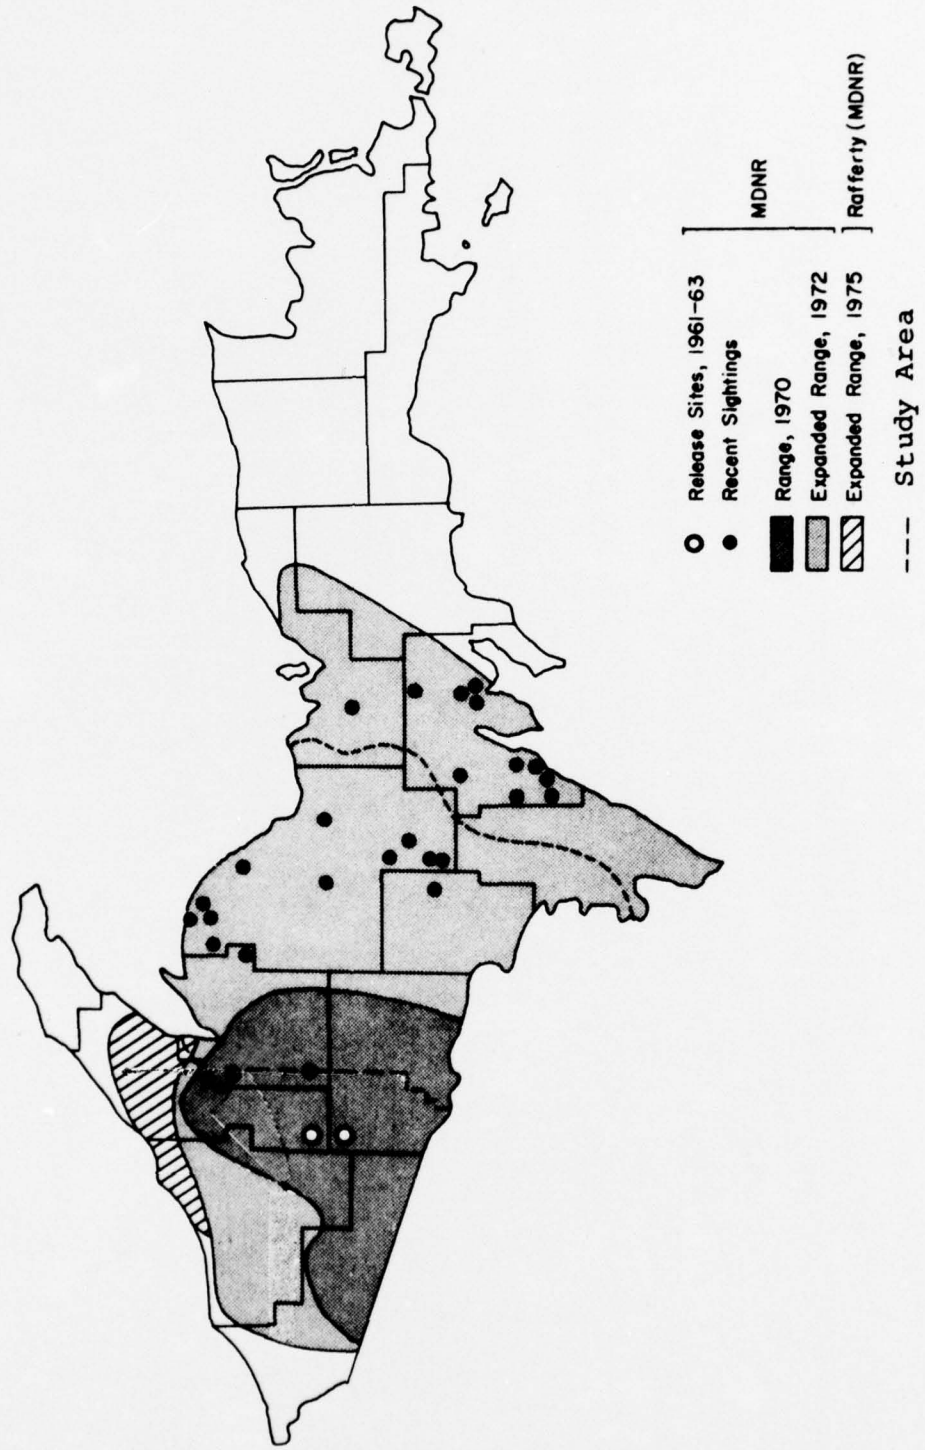 Release Sites, 1961-63
Recent Sightings
MDNR
Range, 1970
Expanded Range, 1972
Expanded Range, 1975
Rafferty (MDNR)
Study Area